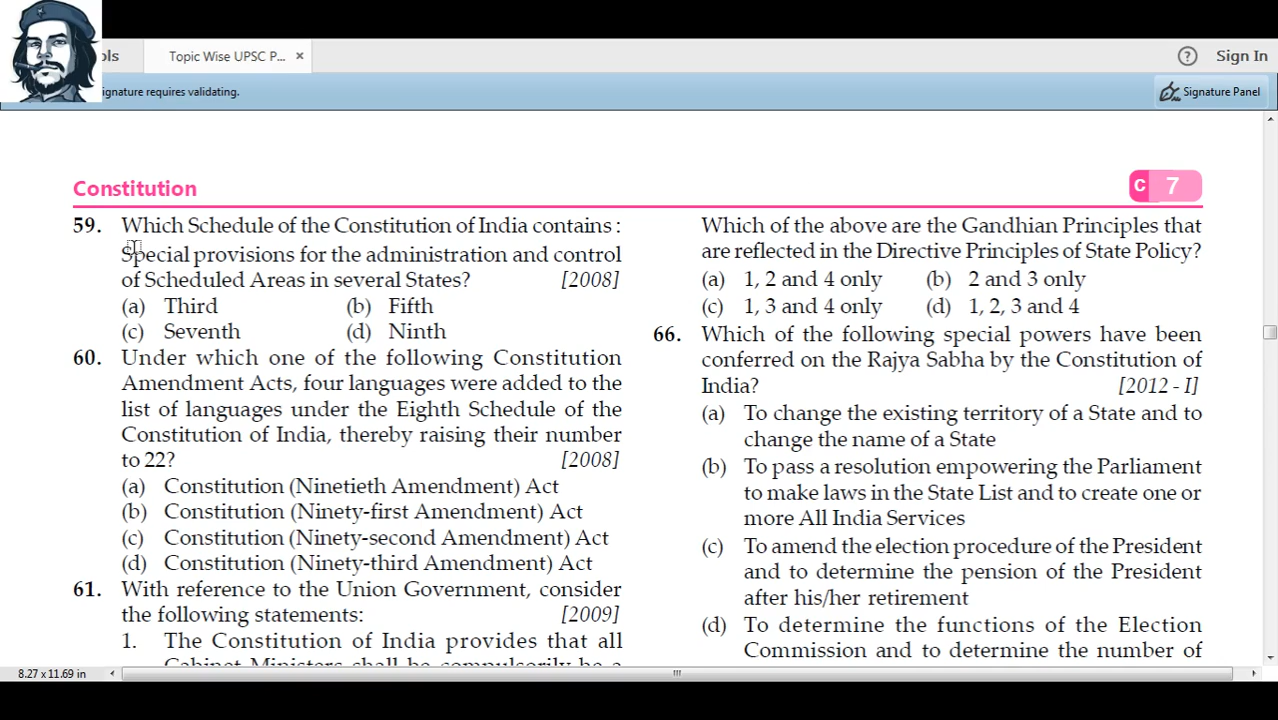 ols
Topic Wise UPSC P... ×
? Sign In
ignature requires validating.
Signature Panel
Constitution
C 7
59. Which Schedule of the Constitution of India contains :
Special provisions for the administration and control
of Scheduled Areas in several States? [2008]
(a) Third (b) Fifth
(c) Seventh (d) Ninth
60. Under which one of the following Constitution
Amendment Acts, four languages were added to the
list of languages under the Eighth Schedule of the
Constitution of India, thereby raising their number
to 22? [2008]
(a) Constitution (Ninetieth Amendment) Act
(b) Constitution (Ninety-first Amendment) Act
(c) Constitution (Ninety-second Amendment) Act
(d) Constitution (Ninety-third Amendment) Act
61. With reference to the Union Government, consider
the following statements: [2009]
1. The Constitution of India provides that all
Cabinet Ministers shall be compulsorily be a
Which of the above are the Gandhian Principles that
are reflected in the Directive Principles of State Policy?
(a) 1, 2 and 4 only (b) 2 and 3 only
(c) 1, 3 and 4 only (d) 1, 2, 3 and 4
66. Which of the following special powers have been
conferred on the Rajya Sabha by the Constitution of
India? [2012 - I]
(a) To change the existing territory of a State and to
change the name of a State
(b) To pass a resolution empowering the Parliament
to make laws in the State List and to create one or
more All India Services
(c) To amend the election procedure of the President
and to determine the pension of the President
after his/her retirement
(d) To determine the functions of the Election
Commission and to determine the number of
8.27 x 11.69 in